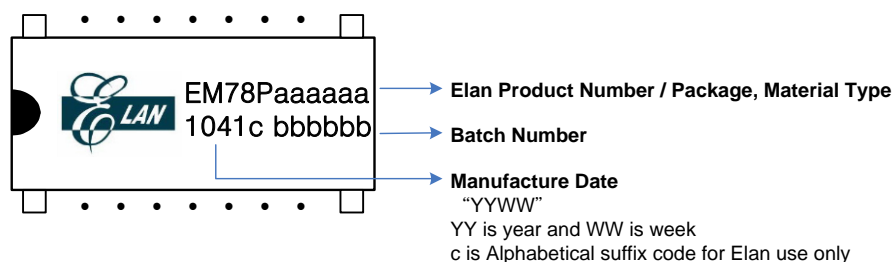 ELAN
EM78Paaaaaa
1041c bbbbbb
Elan Product Number / Package, Material Type
Batch Number
Manufacture Date
“YYWW”
YY is year and WW is week
c is Alphabetical suffix code for Elan use only